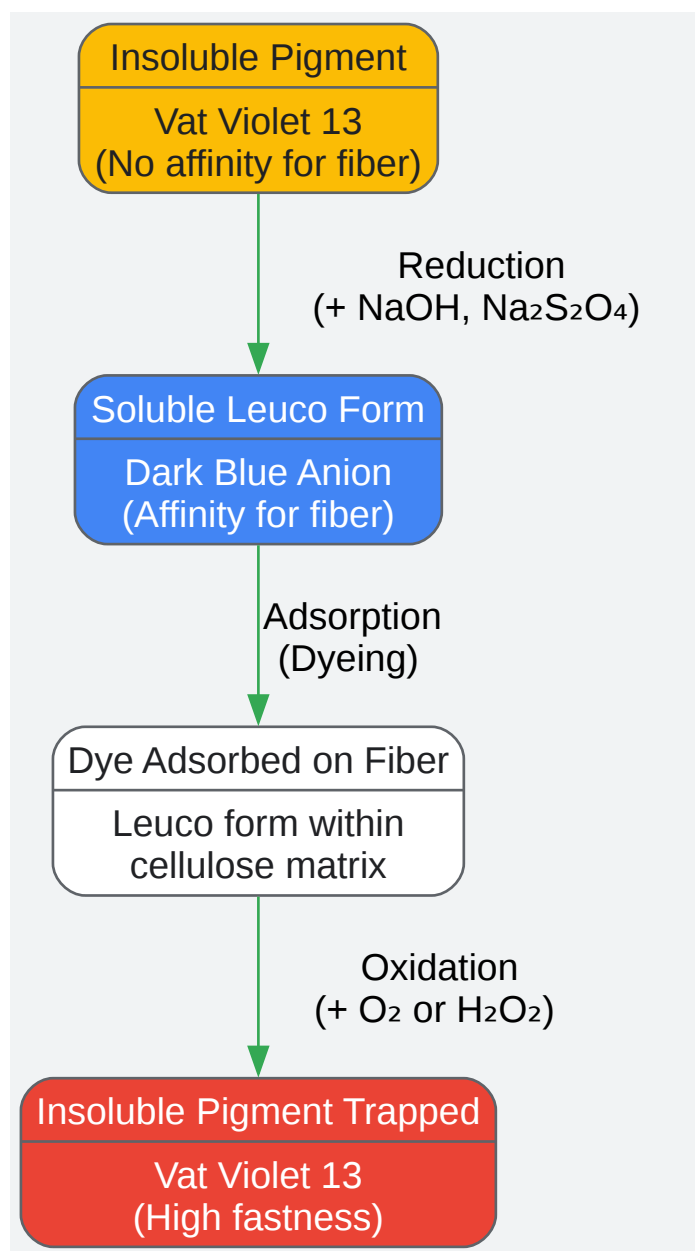 Insoluble Pigment
Vat Violet 13
(No affinity for fiber)
Reduction
(+ NaOH, Na₂S₂O₄)
Soluble Leuco Form
Dark Blue Anion
(Affinity for fiber)
Adsorption
(Dyeing)
Dye Adsorbed on Fiber
Leuco form within
cellulose matrix
Oxidation
(+ O₂ or H₂O₂)
Insoluble Pigment Trapped
Vat Violet 13
(High fastness)